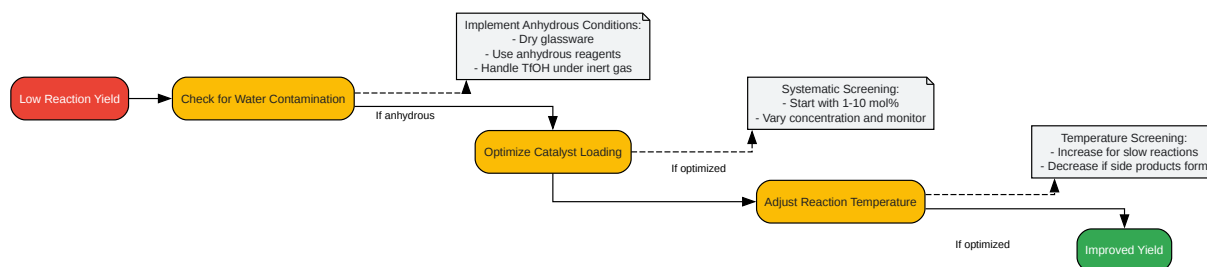 Implement Anhydrous Conditions:
- Dry glassware
- Use anhydrous reagents
- Handle TfOH under inert gas
Low Reaction Yield
Check for Water Contamination
If anhydrous
Systematic Screening:
- Start with 1-10 mol%
- Vary concentration and monitor
Optimize Catalyst Loading
If optimized
Temperature Screening:
- Increase for slow reactions
- Decrease if side products form
Adjust Reaction Temperature
If optimized
Improved Yield